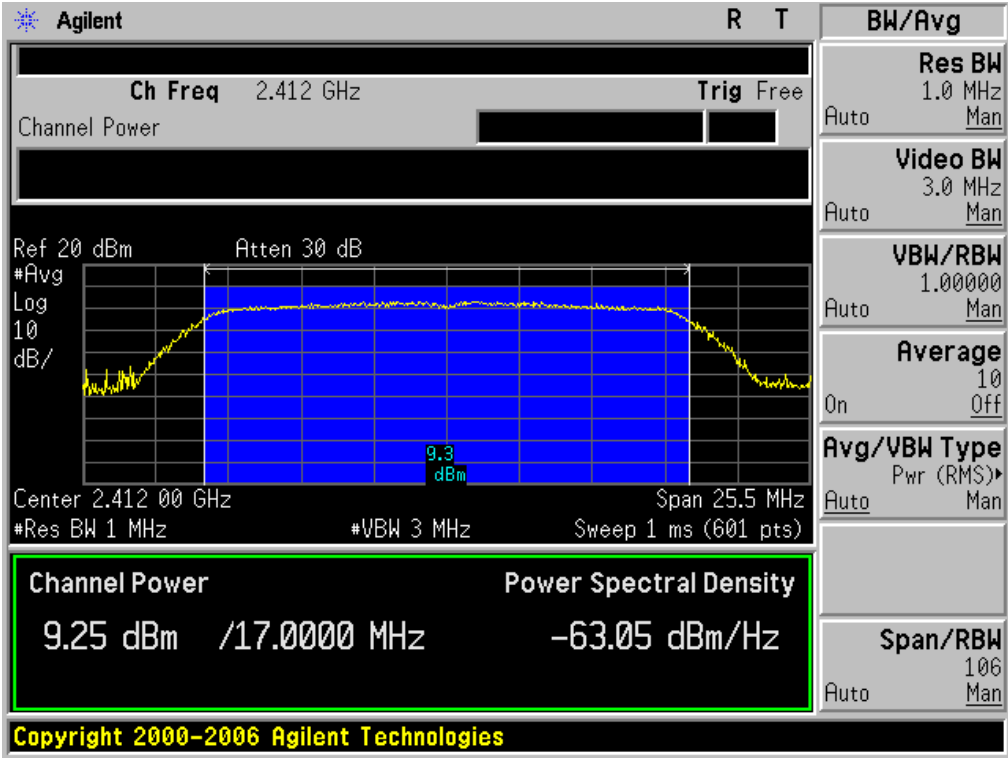 Agilent R T BW/Avg
Ch Freq 2.412 GHz Trig Free
Channel Power
Res BW
1.0 MHz
Auto Man
Video BW
3.0 MHz
Auto Man
VBW/RBW
1.00000
Auto Man
Average
10
On Off
Avg/VBW Type
Pwr (RMS)▸
Auto Man
Span/RBW
106
Auto Man
Ref 20 dBm Atten 30 dB
#Avg
Log
10
dB/
9.3
dBm
Center 2.412 00 GHz Span 25.5 MHz
#Res BW 1 MHz #VBW 3 MHz Sweep 1 ms (601 pts)
Channel Power Power Spectral Density
9.25 dBm /17.0000 MHz -63.05 dBm/Hz
Copyright 2000-2006 Agilent Technologies